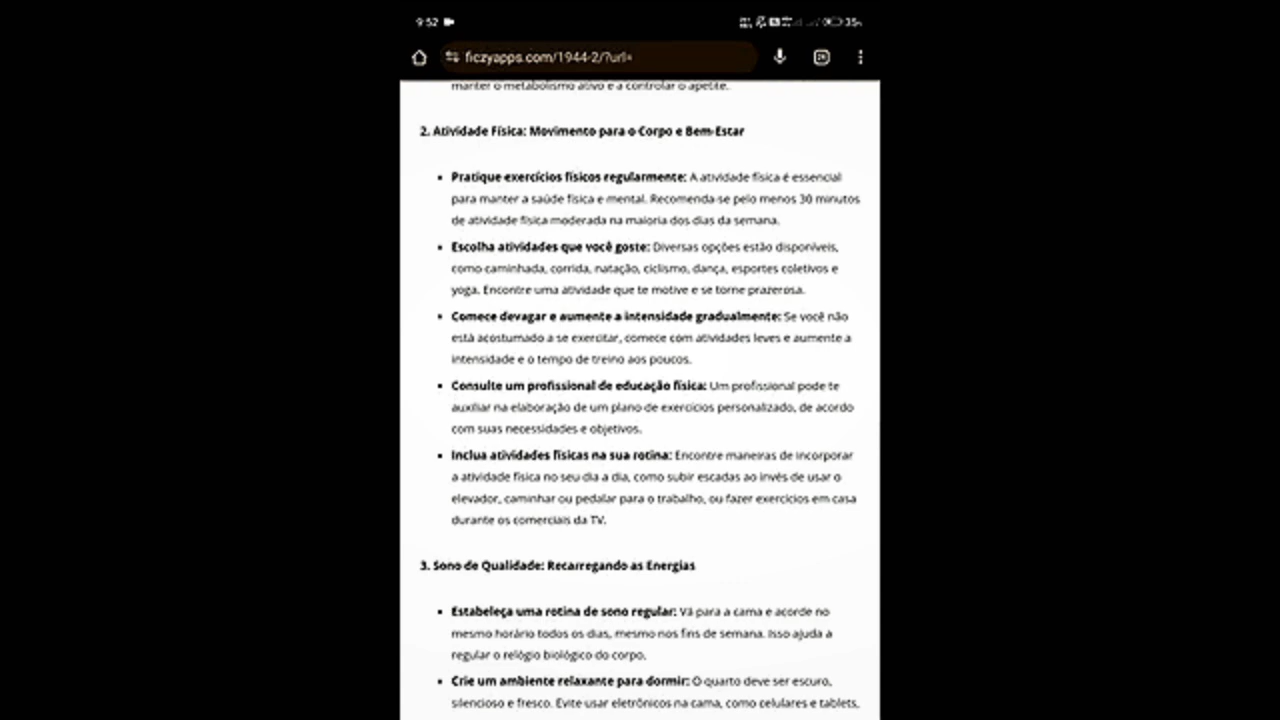 9:52
35%
ficzyapps.com/1944-2/?url=
manter o metabolismo ativo e a controlar o apetite.
2. Atividade Física: Movimento para o Corpo e Bem-Estar
• Pratique exercícios físicos regularmente: A atividade física é essencial
para manter a saúde física e mental. Recomenda-se pelo menos 30 minutos
de atividade física moderada na maioria dos dias da semana.
• Escolha atividades que você goste: Diversas opções estão disponíveis,
como caminhada, corrida, natação, ciclismo, dança, esportes coletivos e
yoga. Encontre uma atividade que te motive e se torne prazerosa.
• Comece devagar e aumente a intensidade gradualmente: Se você não
está acostumado a se exercitar, comece com atividades leves e aumente a
intensidade e o tempo de treino aos poucos.
• Consulte um profissional de educação física: Um profissional pode te
auxiliar na elaboração de um plano de exercícios personalizado, de acordo
com suas necessidades e objetivos.
• Inclua atividades físicas na sua rotina: Encontre maneiras de incorporar
a atividade física no seu dia a dia, como subir escadas ao invés de usar o
elevador, caminhar ou pedalar para o trabalho, ou fazer exercícios em casa
durante os comerciais da TV.
3. Sono de Qualidade: Recarregando as Energias
• Estabeleça uma rotina de sono regular: Vá para a cama e acorde no
mesmo horário todos os dias, mesmo nos fins de semana. Isso ajuda a
regular o relógio biológico do corpo.
• Crie um ambiente relaxante para dormir: O quarto deve ser escuro,
silencioso e fresco. Evite usar eletrônicos na cama, como celulares e tablets,